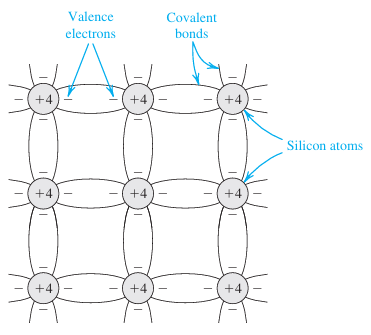 Valence
electrons
Covalent
bonds
+4 +4 +4
Silicon atoms
+4 +4 +4
+4 +4 +4